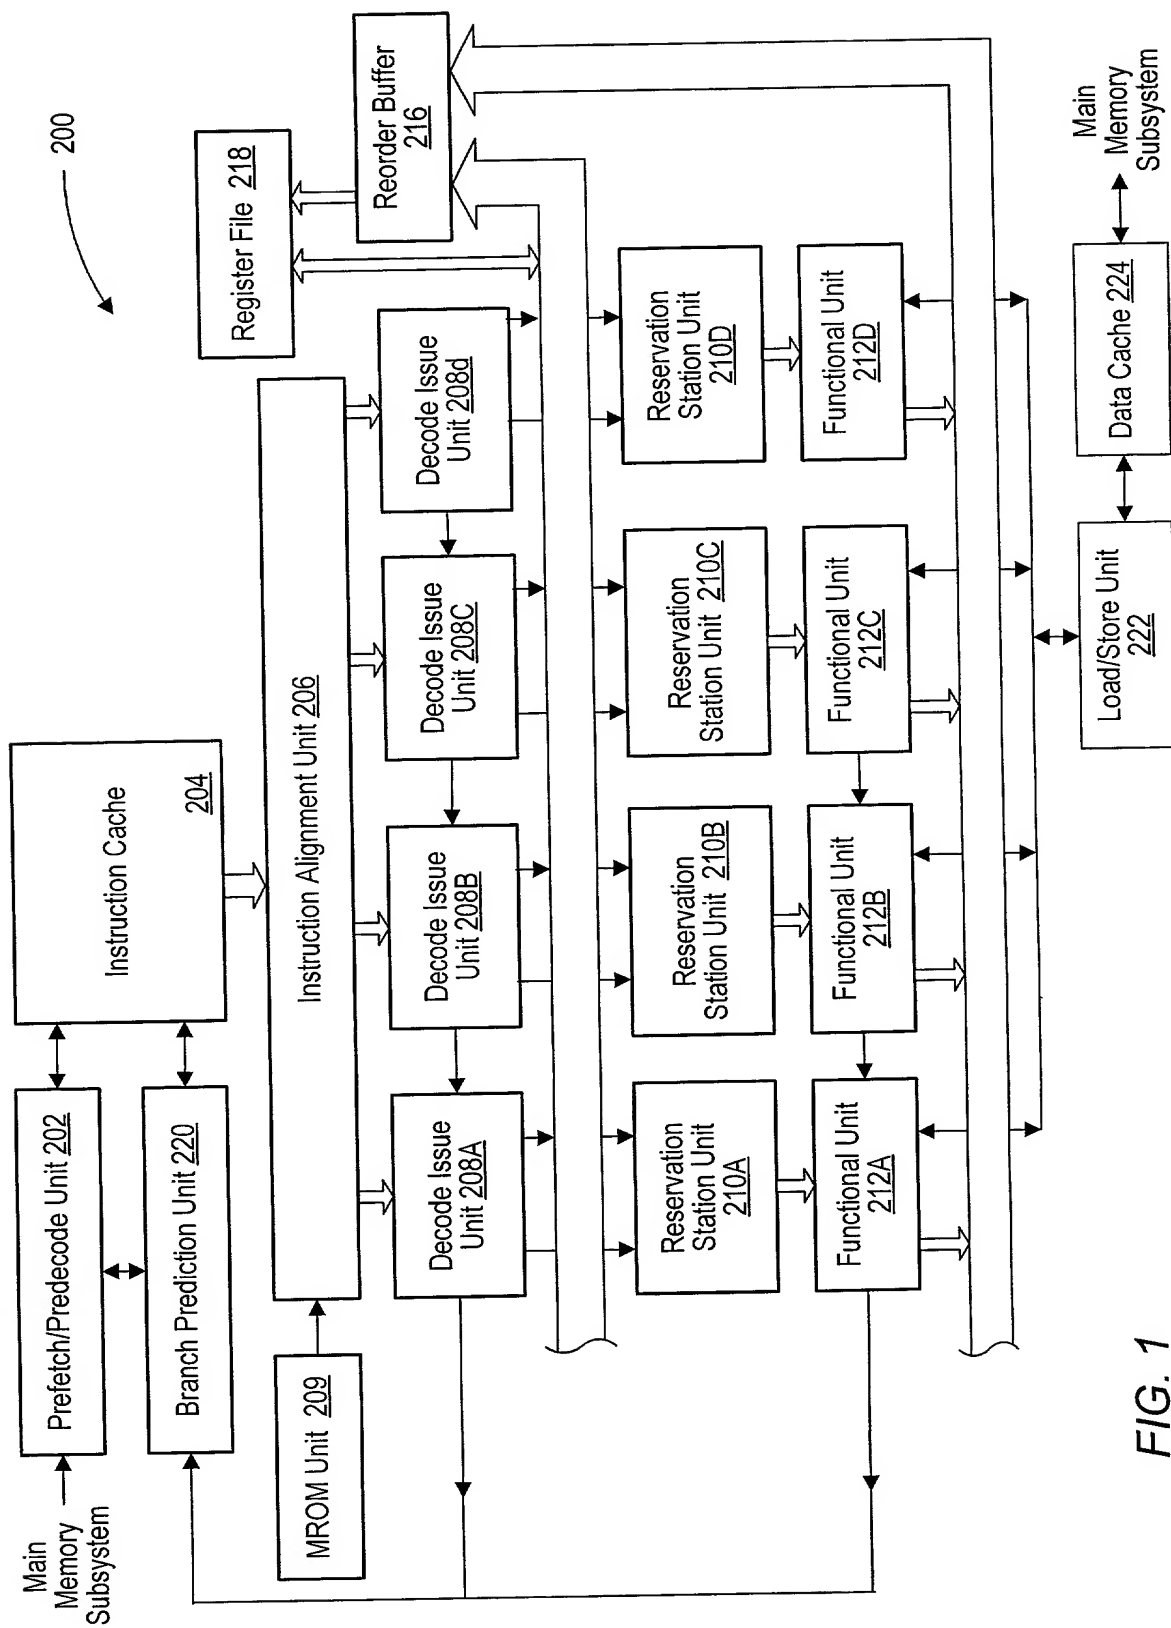 Main
Memory
Subsystem
Prefetch/Predecode Unit 202
Branch Prediction Unit 220
Instruction Cache
204
200
MROM Unit 209
Instruction Alignment Unit 206
Register File 218
Reorder Buffer
216
Decode Issue
Unit 208A
Decode Issue
Unit 208B
Decode Issue
Unit 208C
Decode Issue
Unit 208d
Reservation
Station Unit
210A
Reservation
Station Unit 210B
Reservation
Station Unit 210C
Reservation
Station Unit
210D
Functional Unit
212A
Functional Unit
212B
Functional Unit
212C
Functional Unit
212D
Load/Store Unit
222
Data Cache 224
Main
Memory
Subsystem
FIG. 1